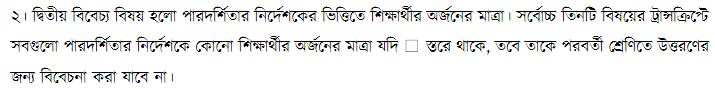 ২। দ্বিতীয় বিবেচ্য বিষয় হলো পারদর্শিতার নির্দেশকের ভিত্তিতে শিক্ষার্থীর অর্জনের মাত্রা। সর্বোচ্চ তিনটি বিষয়ের ট্রান্সক্রিপ্টে
সবগুলো পারদর্শিতার নির্দেশকে কোনো শিক্ষার্থীর অর্জনের মাত্রা যদি □ স্তরে থাকে, তবে তাকে পরবর্তী শ্রেণিতে উত্তরণের
জন্য বিবেচনা করা যাবে না।